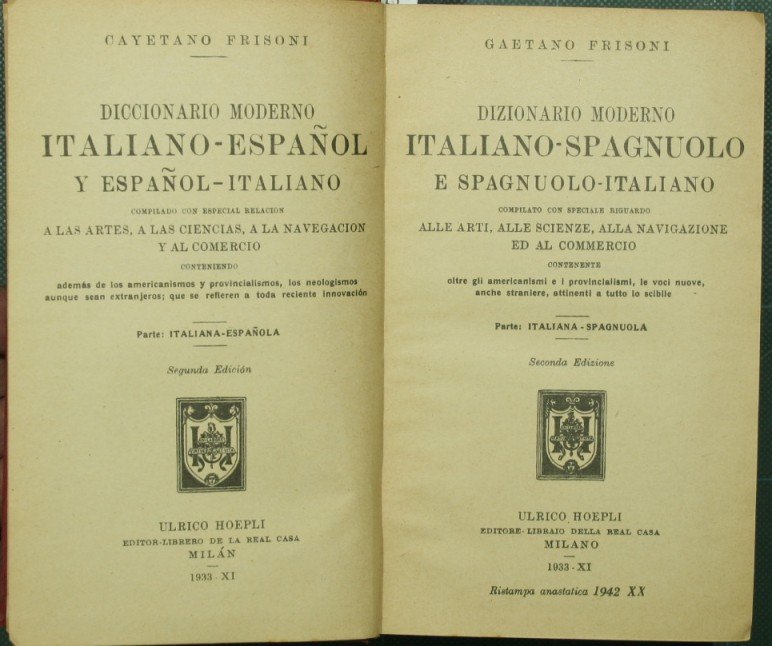 CAYETANO FRISONI
DICCIONARIO MODERNO
ITALIANO-ESPAÑOL
Y ESPAÑOL-ITALIANO
COMPILADO CON ESPECIAL RELACION
A LAS ARTES, A LAS CIENCIAS, A LA NAVEGACION
Y AL COMERCIO
CONTENIENDO
además de los americanismos y provincialismos, los neologismos
aunque sean extranjeros; que se refieren a toda reciente innovación
Parte: ITALIANA-ESPAÑOLA
Segunda Edición
ULRICO HOEPLI
EDITOR-LIBRERO DE LA REAL CASA
MILÁN
1933-XI
GAETANO FRISONI
DIZIONARIO MODERNO
ITALIANO-SPAGNUOLO
E SPAGNUOLO-ITALIANO
COMPILATO CON SPECIALE RIGUARDO
ALLE ARTI, ALLE SCIENZE, ALLA NAVIGAZIONE
ED AL COMMERCIO
CONTENENTE
oltre gli americanismi e i provincialismi, le voci nuove,
anche straniere, attinenti a tutto lo scibile
Parte: ITALIANA - SPAGNUOLA
Seconda Edizione
ULRICO HOEPLI
EDITORE-LIBRAIO DELLA REAL CASA
MILANO
1933-XI
Ristampa anastatica 1942 XX